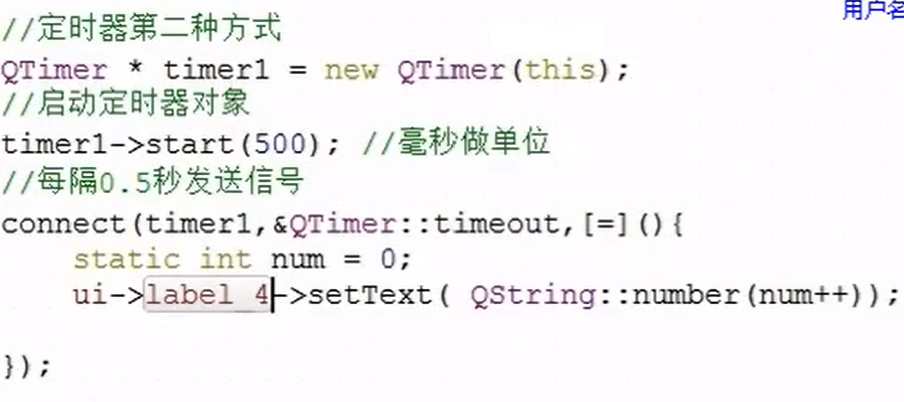 用户名
//定时器第二种方式
QTimer * timer1 = new QTimer(this);
//启动定时器对象
timer1->start(500); //毫秒做单位
//每隔0.5秒发送信号
connect(timer1,&QTimer::timeout,[=](){
static int num = 0;
ui->label_4->setText( QString::number(num++));
});